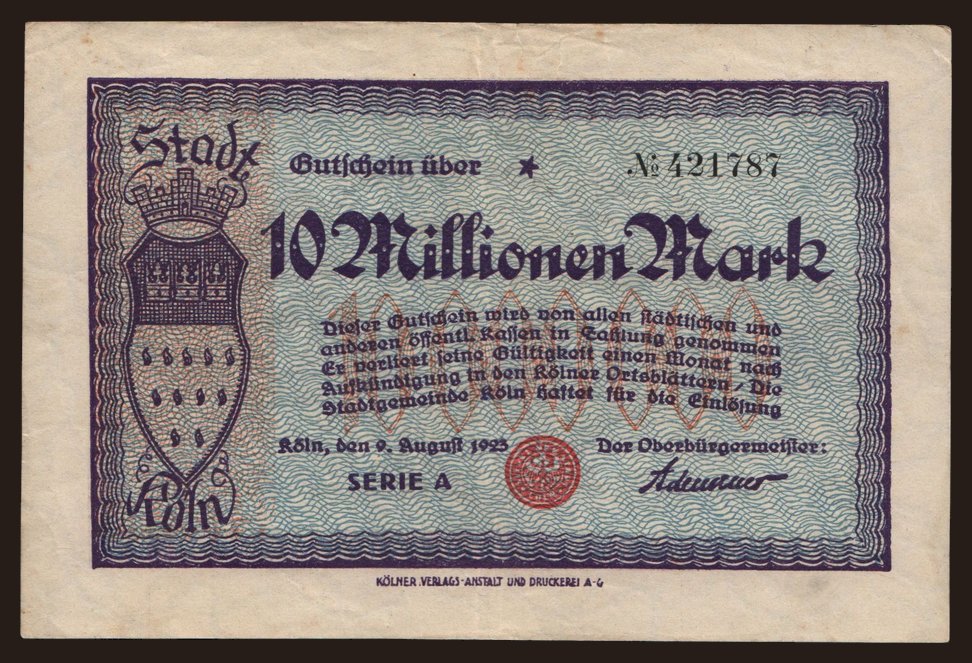 Stadt
Gutschein über * № 421787
10 Millionen Mark
10000000
Dieser Gutschein wird von allen städtischen und
anderen öffentl. Kassen in Zahlung genommen
Er verliert seine Gültigkeit einen Monat nach
Aufkündigung in den Kölner Ortsblättern / Die
Stadtgemeinde Köln haftet für die Einlösung
Köln, den 9. August 1923 Der Oberbürgermeister:
SERIE A Adenauer
Köln
KÖLNER VERLAGS-ANSTALT UND DRUCKEREI A-G